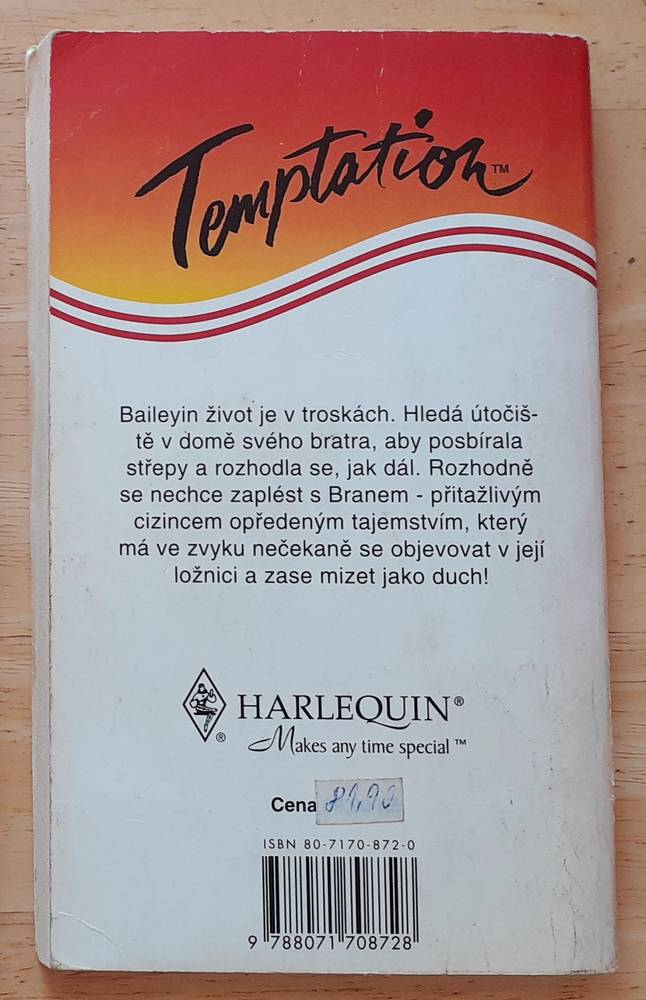 Temptation™
Baileyin život je v troskách. Hledá útočiš-
tě v domě svého bratra, aby posbírala
střepy a rozhodla se, jak dál. Rozhodně
se nechce zaplést s Branem - přitažlivým
cizincem opředeným tajemstvím, který
má ve zvyku nečekaně se objevovat v její
ložnici a zase mizet jako duch!
HARLEQUIN®
®
Makes any time special™
Cena
ISBN 80-7170-872-0
9 788071 708728